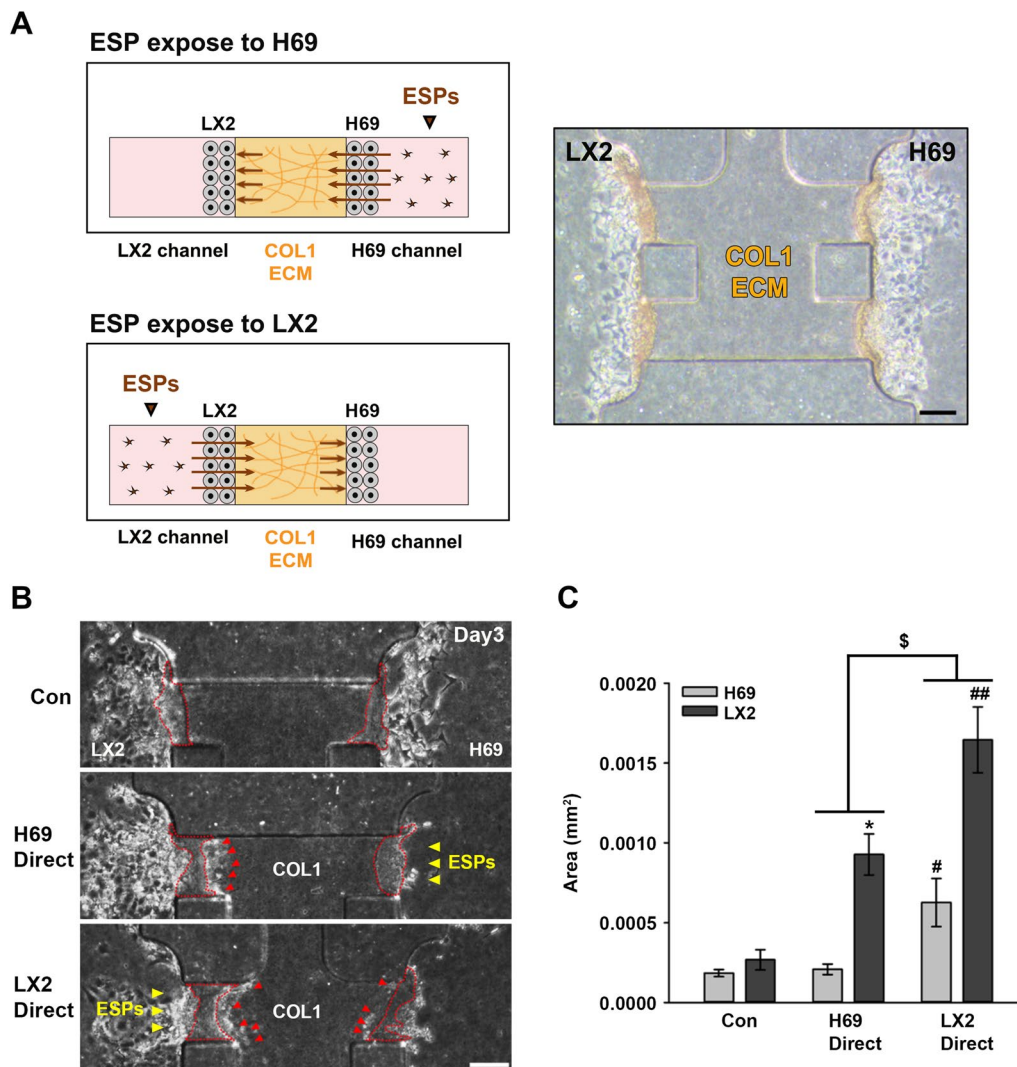 A
ESP expose to H69
ESPs
LX2
H69
LX2 channel
COL1
ECM
H69 channel
ESP expose to LX2
ESPs
LX2
H69
LX2 channel
COL1
ECM
H69 channel
LX2
H69
COL1
ECM
B
Day3
Con
LX2
H69
H69
Direct
COL1
ESPs
LX2
Direct
ESPs
COL1
C
$
H69
LX2
##
*
#
Area (mm²)
0.0020
0.0015
0.0010
0.0005
0.0000
Con
H69
Direct
LX2
Direct